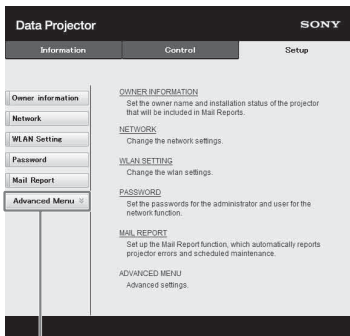 Data Projector
SONY
Information
Control
Setup
Owner information
Network
WLAN Setting
Password
Mail Report
Advanced Menu
OWNER INFORMATION
Set the owner name and installation status of the projector
that will be included in Mail Reports.
NETWORK
Change the network settings.
WLAN SETTING
Change the wlan settings.
PASSWORD
Set the passwords for the administrator and user for the
network function.
MAIL REPORT
Set up the Mail Report function, which automatically reports
projector errors and scheduled maintenance.
ADVANCED MENU
Advanced settings.